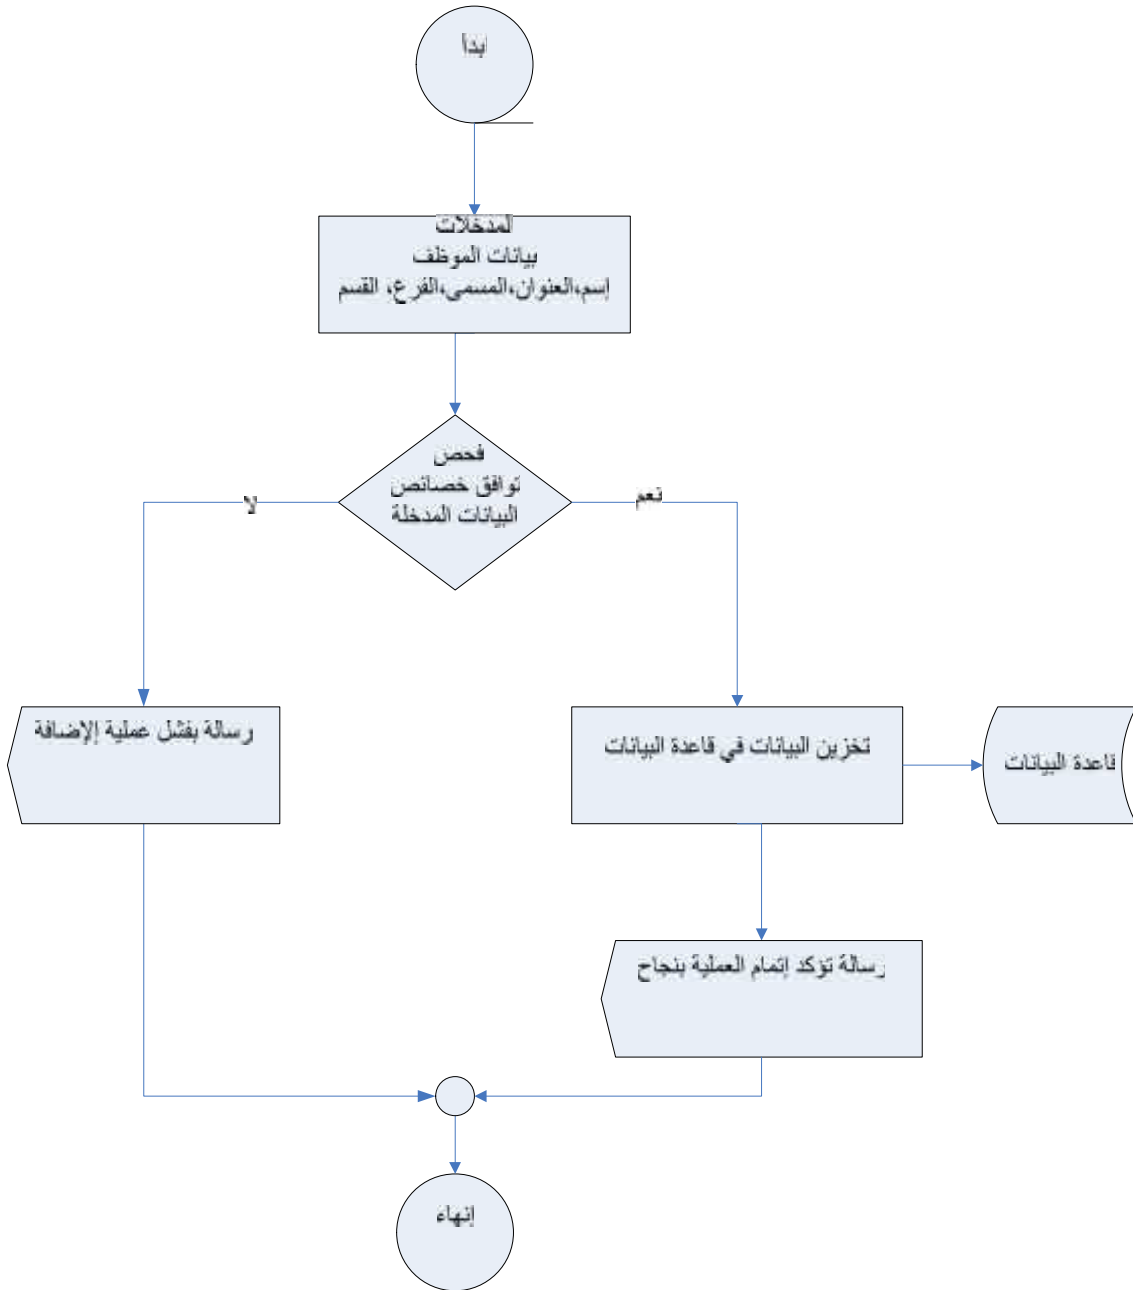 ابدأ
المدخلات
بيانات الموظف
إسم،العنوان،المسمى،الفرع، القسم
فحص
توافق خصائص
البيانات المدخلة
لا
نعم
رسالة بفشل عملية الإضافة
تخزين البيانات في قاعدة البيانات
قاعدة البيانات
رسالة تؤكد إتمام العملية بنجاح
إنهاء